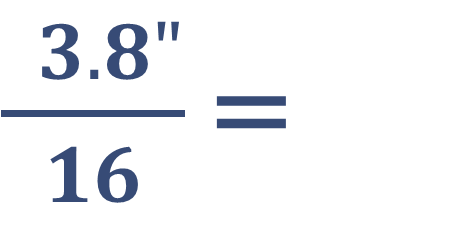 3.8"
16
=